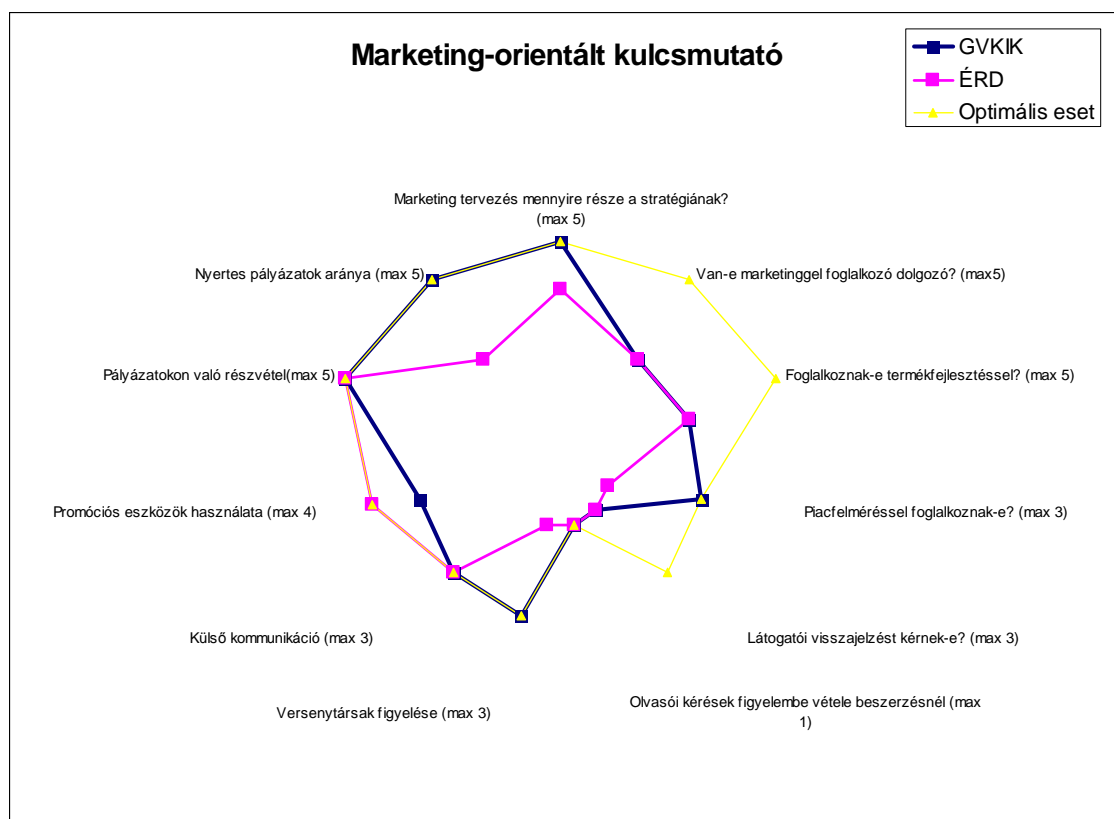 Marketing-orientált kulcsmutató
GVKIK
ÉRD
Optimális eset
Marketing tervezés mennyire része a stratégiának?
(max 5)
Van-e marketinggel foglalkozó dolgozó? (max5)
Foglalkoznak-e termékfejlesztéssel? (max 5)
Piacfelméréssel foglalkoznak-e? (max 3)
Látogatói visszajelzést kérnek-e? (max 3)
Olvasói kérések figyelembe vétele beszerzésnél (max
1)
Versenytársak figyelése (max 3)
Külső kommunikáció (max 3)
Promóciós eszközök használata (max 4)
Pályázatokon való részvétel(max 5)
Nyertes pályázatok aránya (max 5)